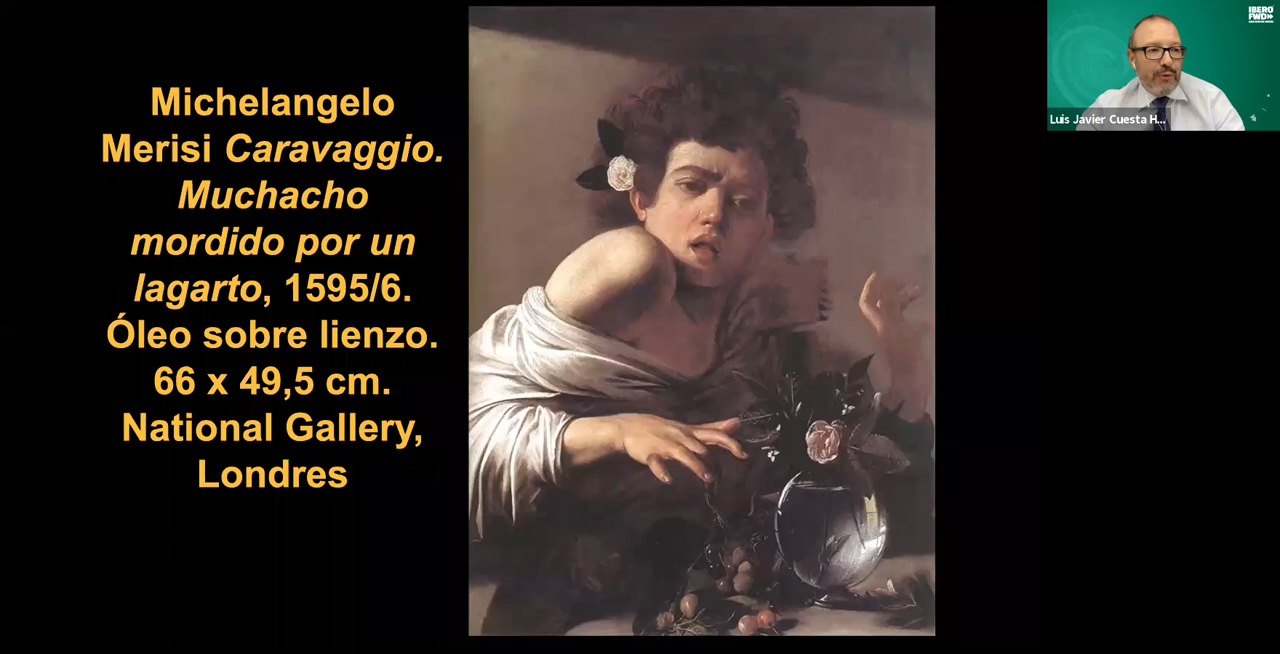 Michelangelo
Merisi Caravaggio.
Muchacho
mordido por un
lagarto, 1595/6.
Óleo sobre lienzo.
66 x 49,5 cm.
National Gallery,
Londres
IBERO
FWD
Luis Javier Cuesta H...